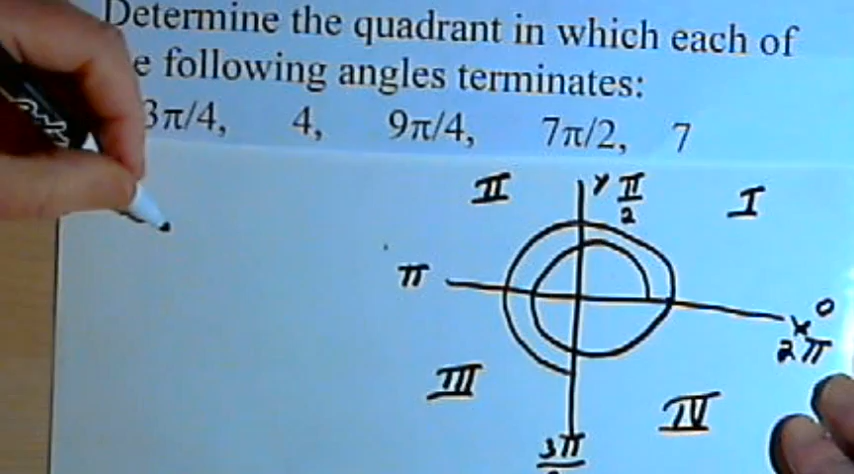 Determine the quadrant in which each of
e following angles terminates:
3π/4, 4, 9π/4, 7π/2, 7
II y π/2 I
π x 0
2π
III IV
3π